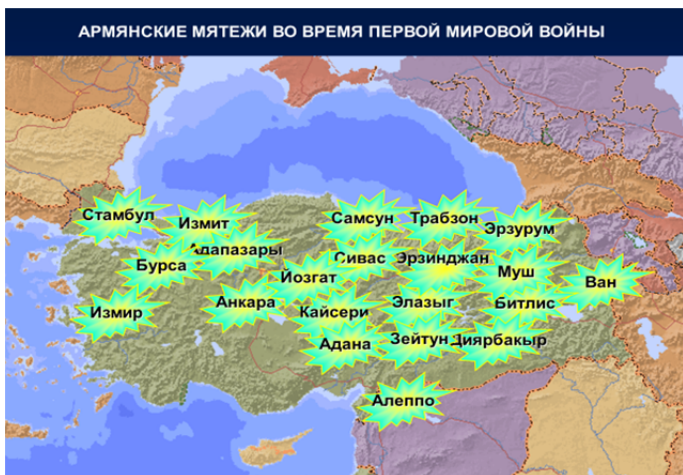 АРМЯНСКИЕ МЯТЕЖИ ВО ВРЕМЯ ПЕРВОЙ МИРОВОЙ ВОЙНЫ
Стамбул
Измит
Самсун
Трабзон
Эрзурум
Адапазары
Бурса
Сивас
Эрзинджан
Йозгат
Муш
Ван
Измир
Анкара
Кайсери
Элазыг
Битлис
Адана
Зейтун
Диярбакыр
Алеппо